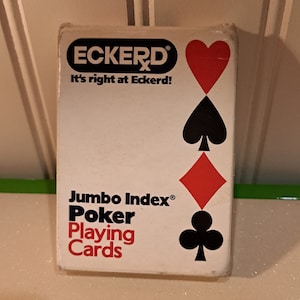 ECKERD®
It's right at Eckerd!
Jumbo Index®
Poker
Playing
Cards